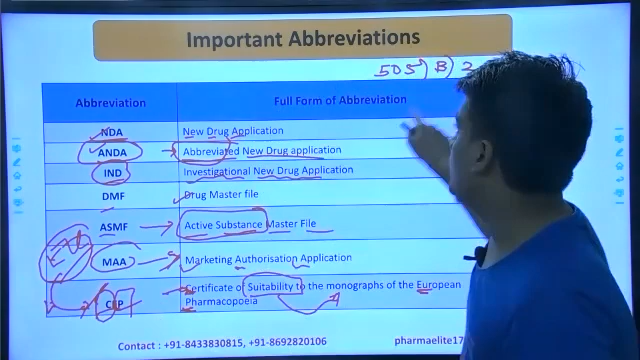 Important Abbreviations
505) B) 2
Abbreviation Full Form of Abbreviation
NDA New Drug Application
ANDA Abbreviated New Drug application
IND Investigational New Drug Application
DMF Drug Master file
ASMF Active Substance Master File
MAA Marketing Authorisation Application
CEP Certificate of Suitability to the monographs of the European
Pharmacopoeia
Contact : +91-8433830815, +91-8692820106 pharmaelite17